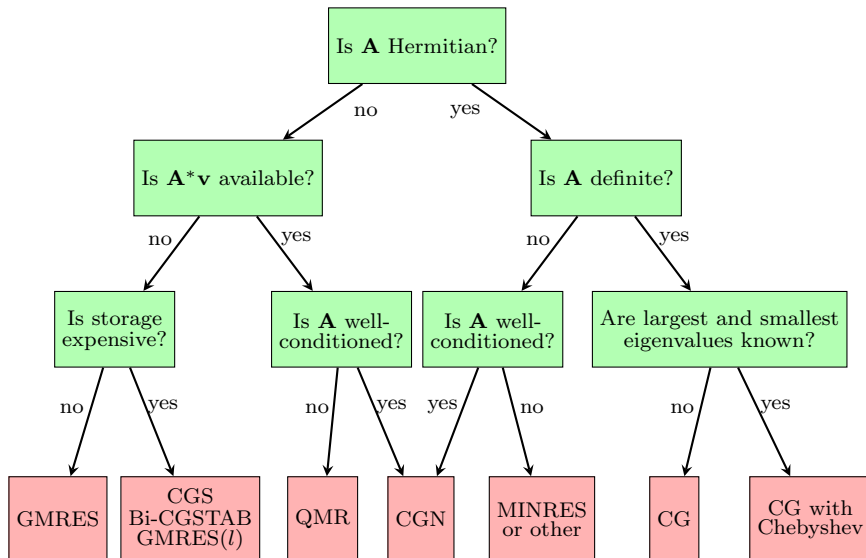 Is A Hermitian?
no
yes
Is A*v available?
Is A definite?
no
yes
no
yes
Is storage
expensive?
Is A well-
conditioned?
Is A well-
conditioned?
Are largest and smallest
eigenvalues known?
no
yes
no
yes
yes
no
no
yes
GMRES
CGS
Bi-CGSTAB
GMRES(l)
QMR
CGN
MINRES
or other
CG
CG with
Chebyshev